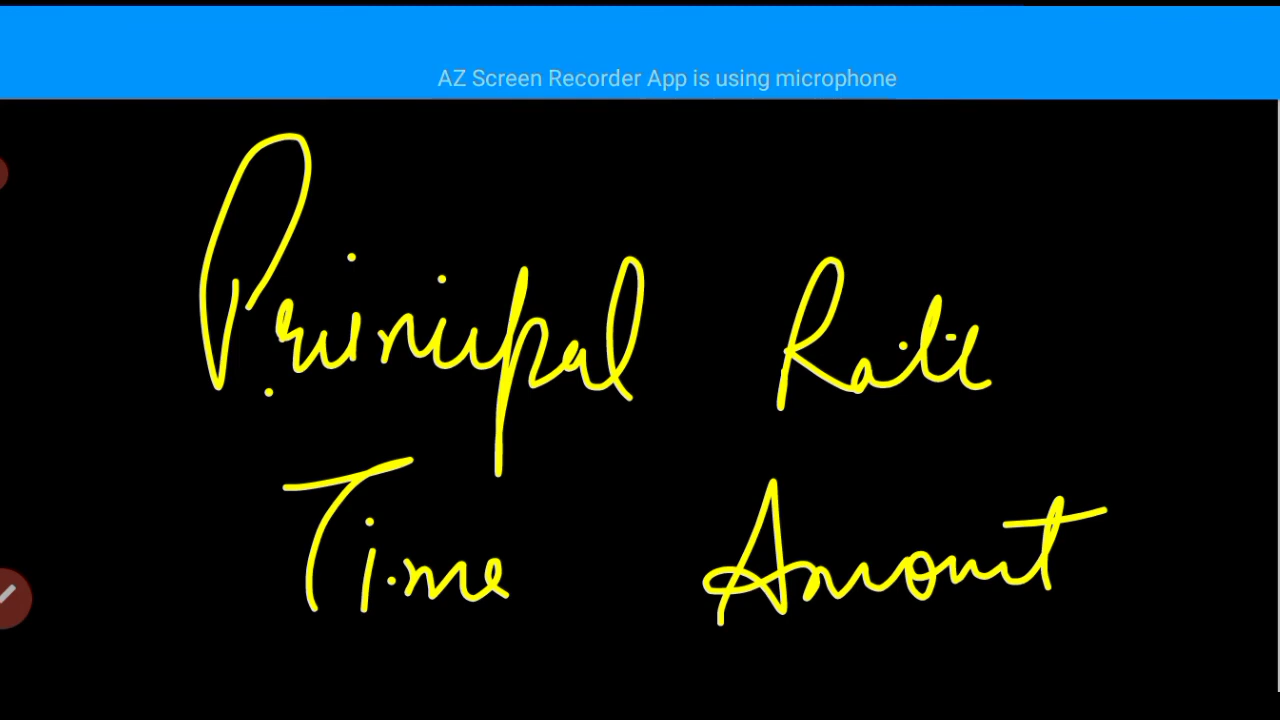 AZ Screen Recorder App is using microphone
Principal Rate
Time Amount